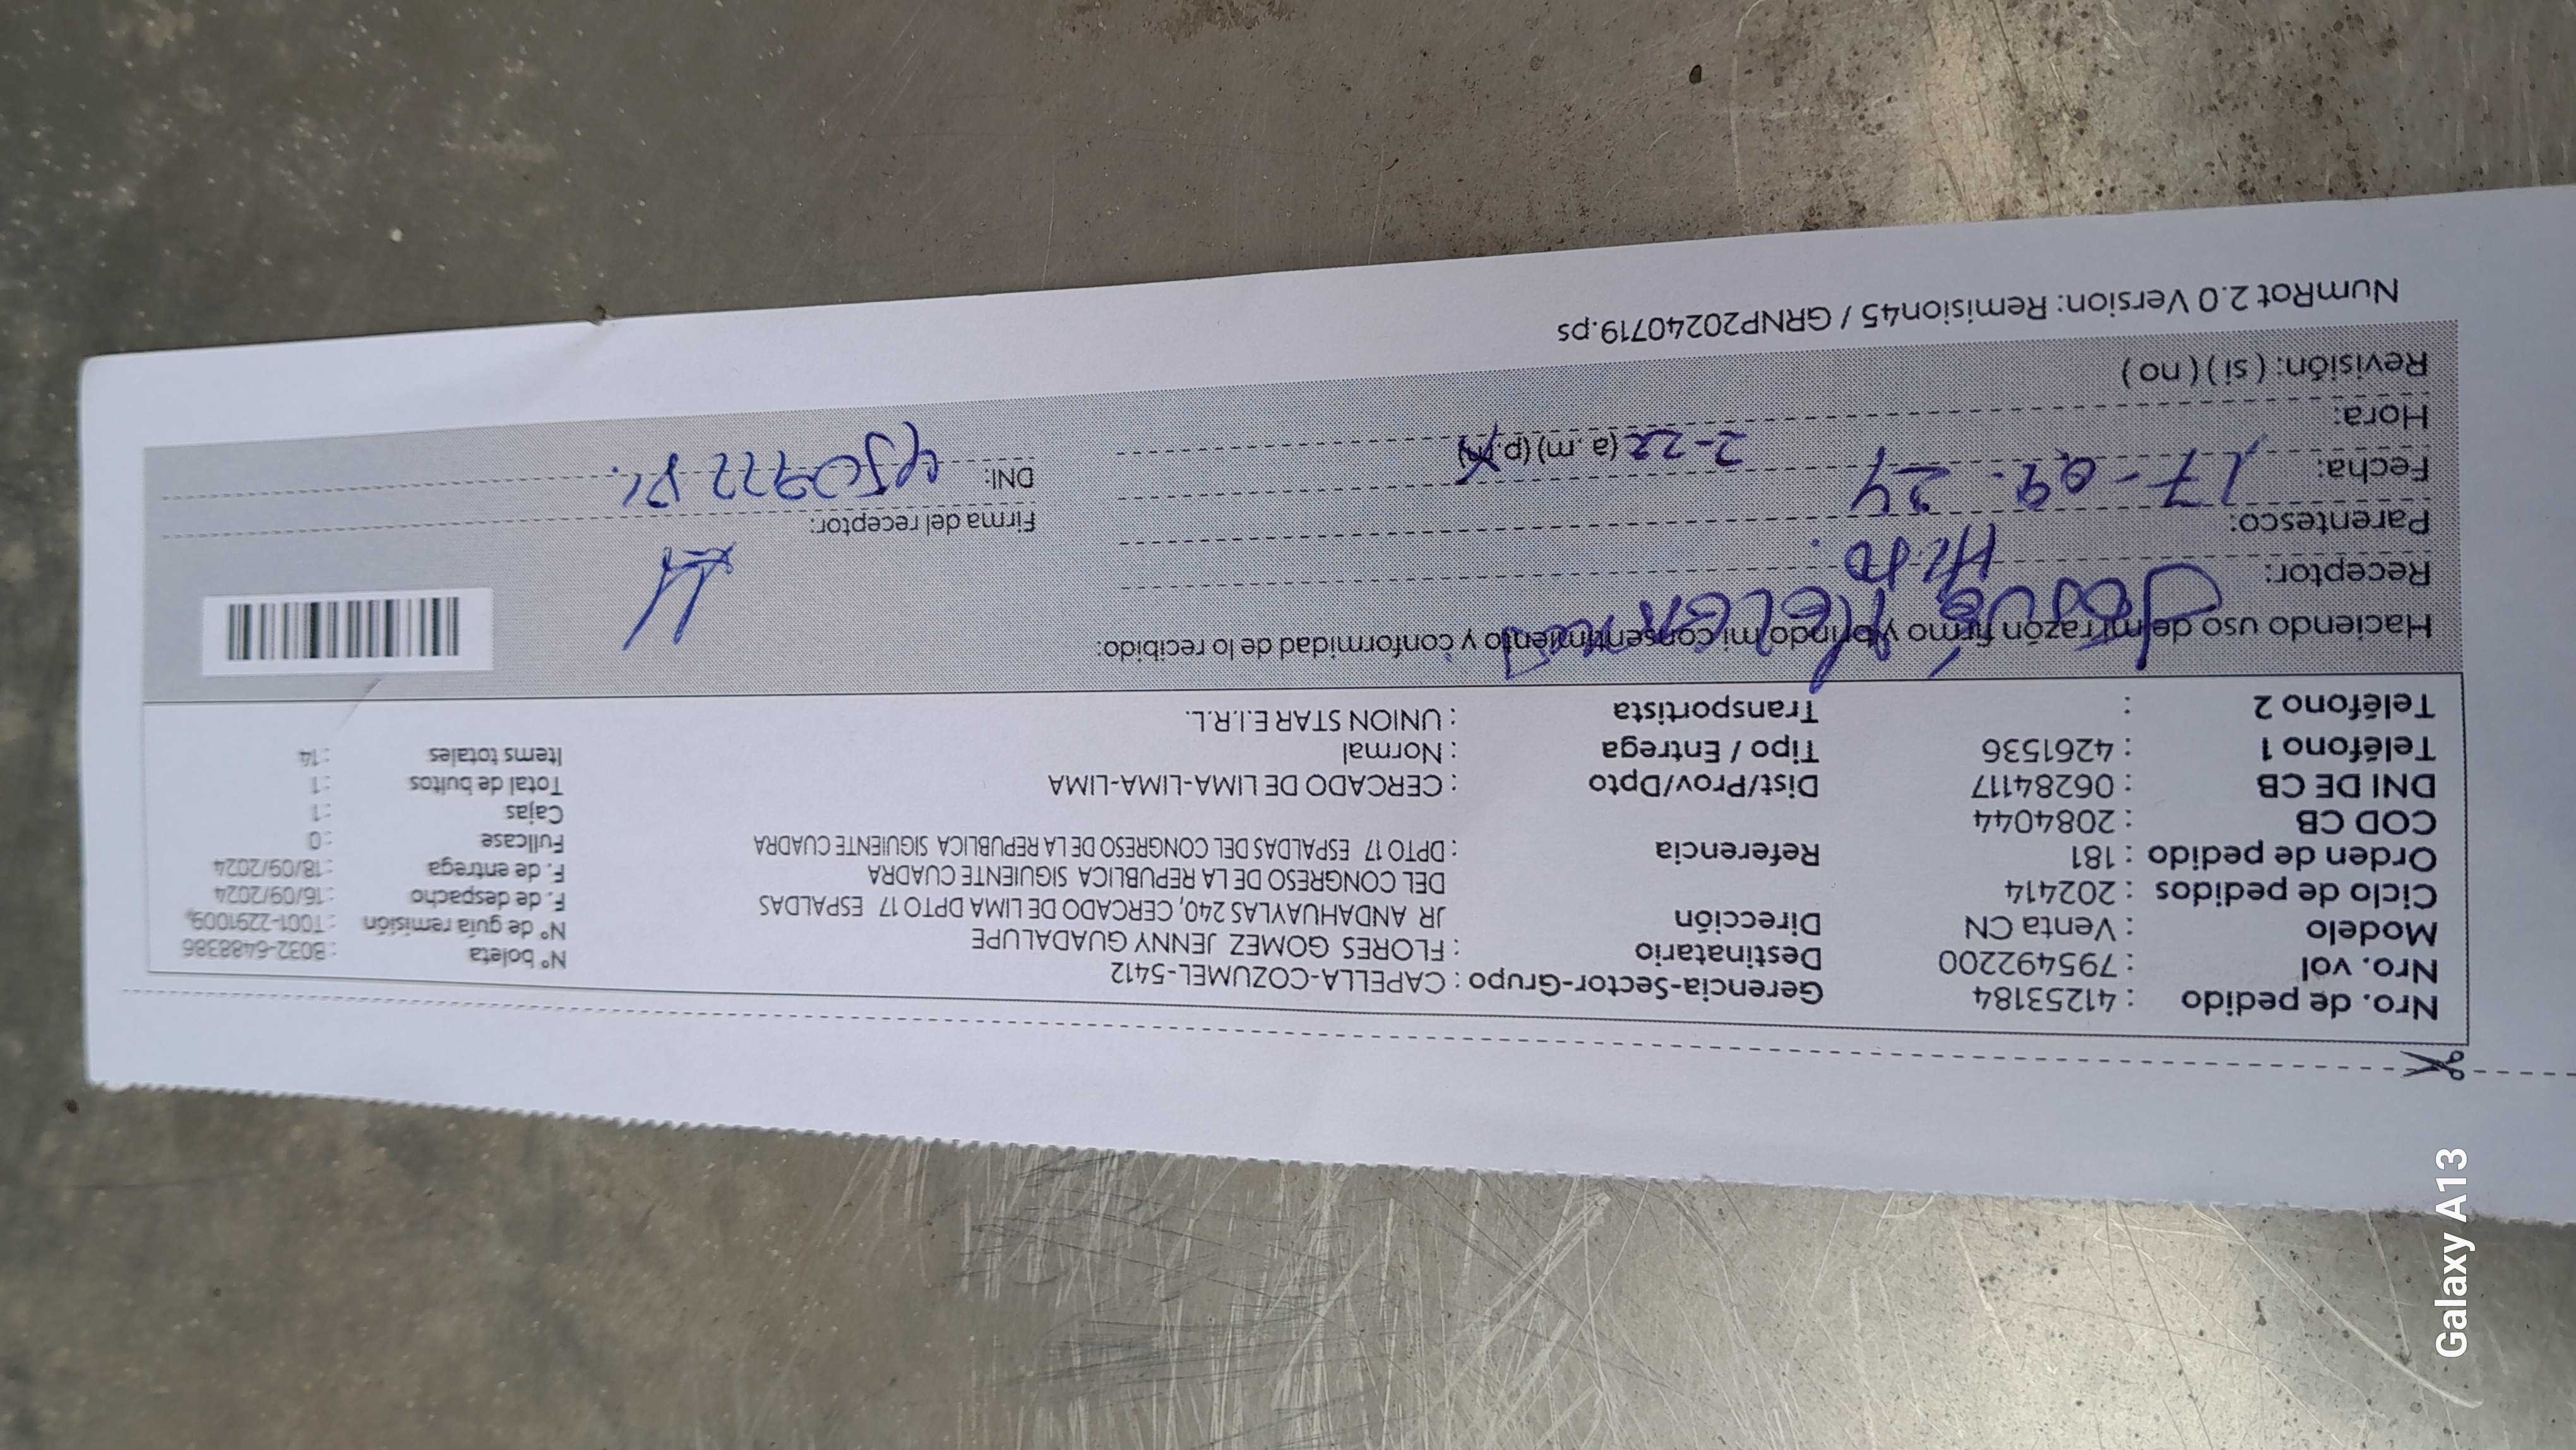 Nro. de pedido : 41253184 Gerencia-Sector-Grupo : CAPELLA-COZUMEL-5412 N° boleta : B032-6488386
Nro. vol : 795492200 Destinatario : FLORES GOMEZ JENNY GUADALUPE N° de guía remisión : T001-2291009
Modelo : Venta CN Dirección JR ANDAHUAYLAS 240, CERCADO DE LIMA DPTO 17 ESPALDAS F. de despacho : 16/09/2024
Ciclo de pedidos : 202414 DEL CONGRESO DE LA REPUBLICA SIGUIENTE CUADRA F. de entrega : 18/09/2024
Orden de pedido : 181 Referencia : DPTO 17 ESPALDAS DEL CONGRESO DE LA REPUBLICA SIGUIENTE CUADRA Fullcase : 0
COD CB : 2084044 Cajas : 1
DNI DE CB : 06284117 Dist/Prov/Dpto : CERCADO DE LIMA-LIMA-LIMA Total de bultos : 1
Teléfono 1 : 4261536 Tipo / Entrega : Normal Items totales : 14
Teléfono 2 : Transportista : UNION STAR E.I.R.L.
Haciendo uso de mi razón firmo y brindo mi consentimiento y conformidad de lo recibido:
Receptor: JOSUÉ
Parentesco: HIJO. Firma del receptor:
Fecha: 17-09-24 DNI:
Hora: 2-22 (a.m) (p.m)
Revisión: (si) (no)
NumRot 2.0 Version: Remision45 / GRNP20240719.ps
Galaxy A13